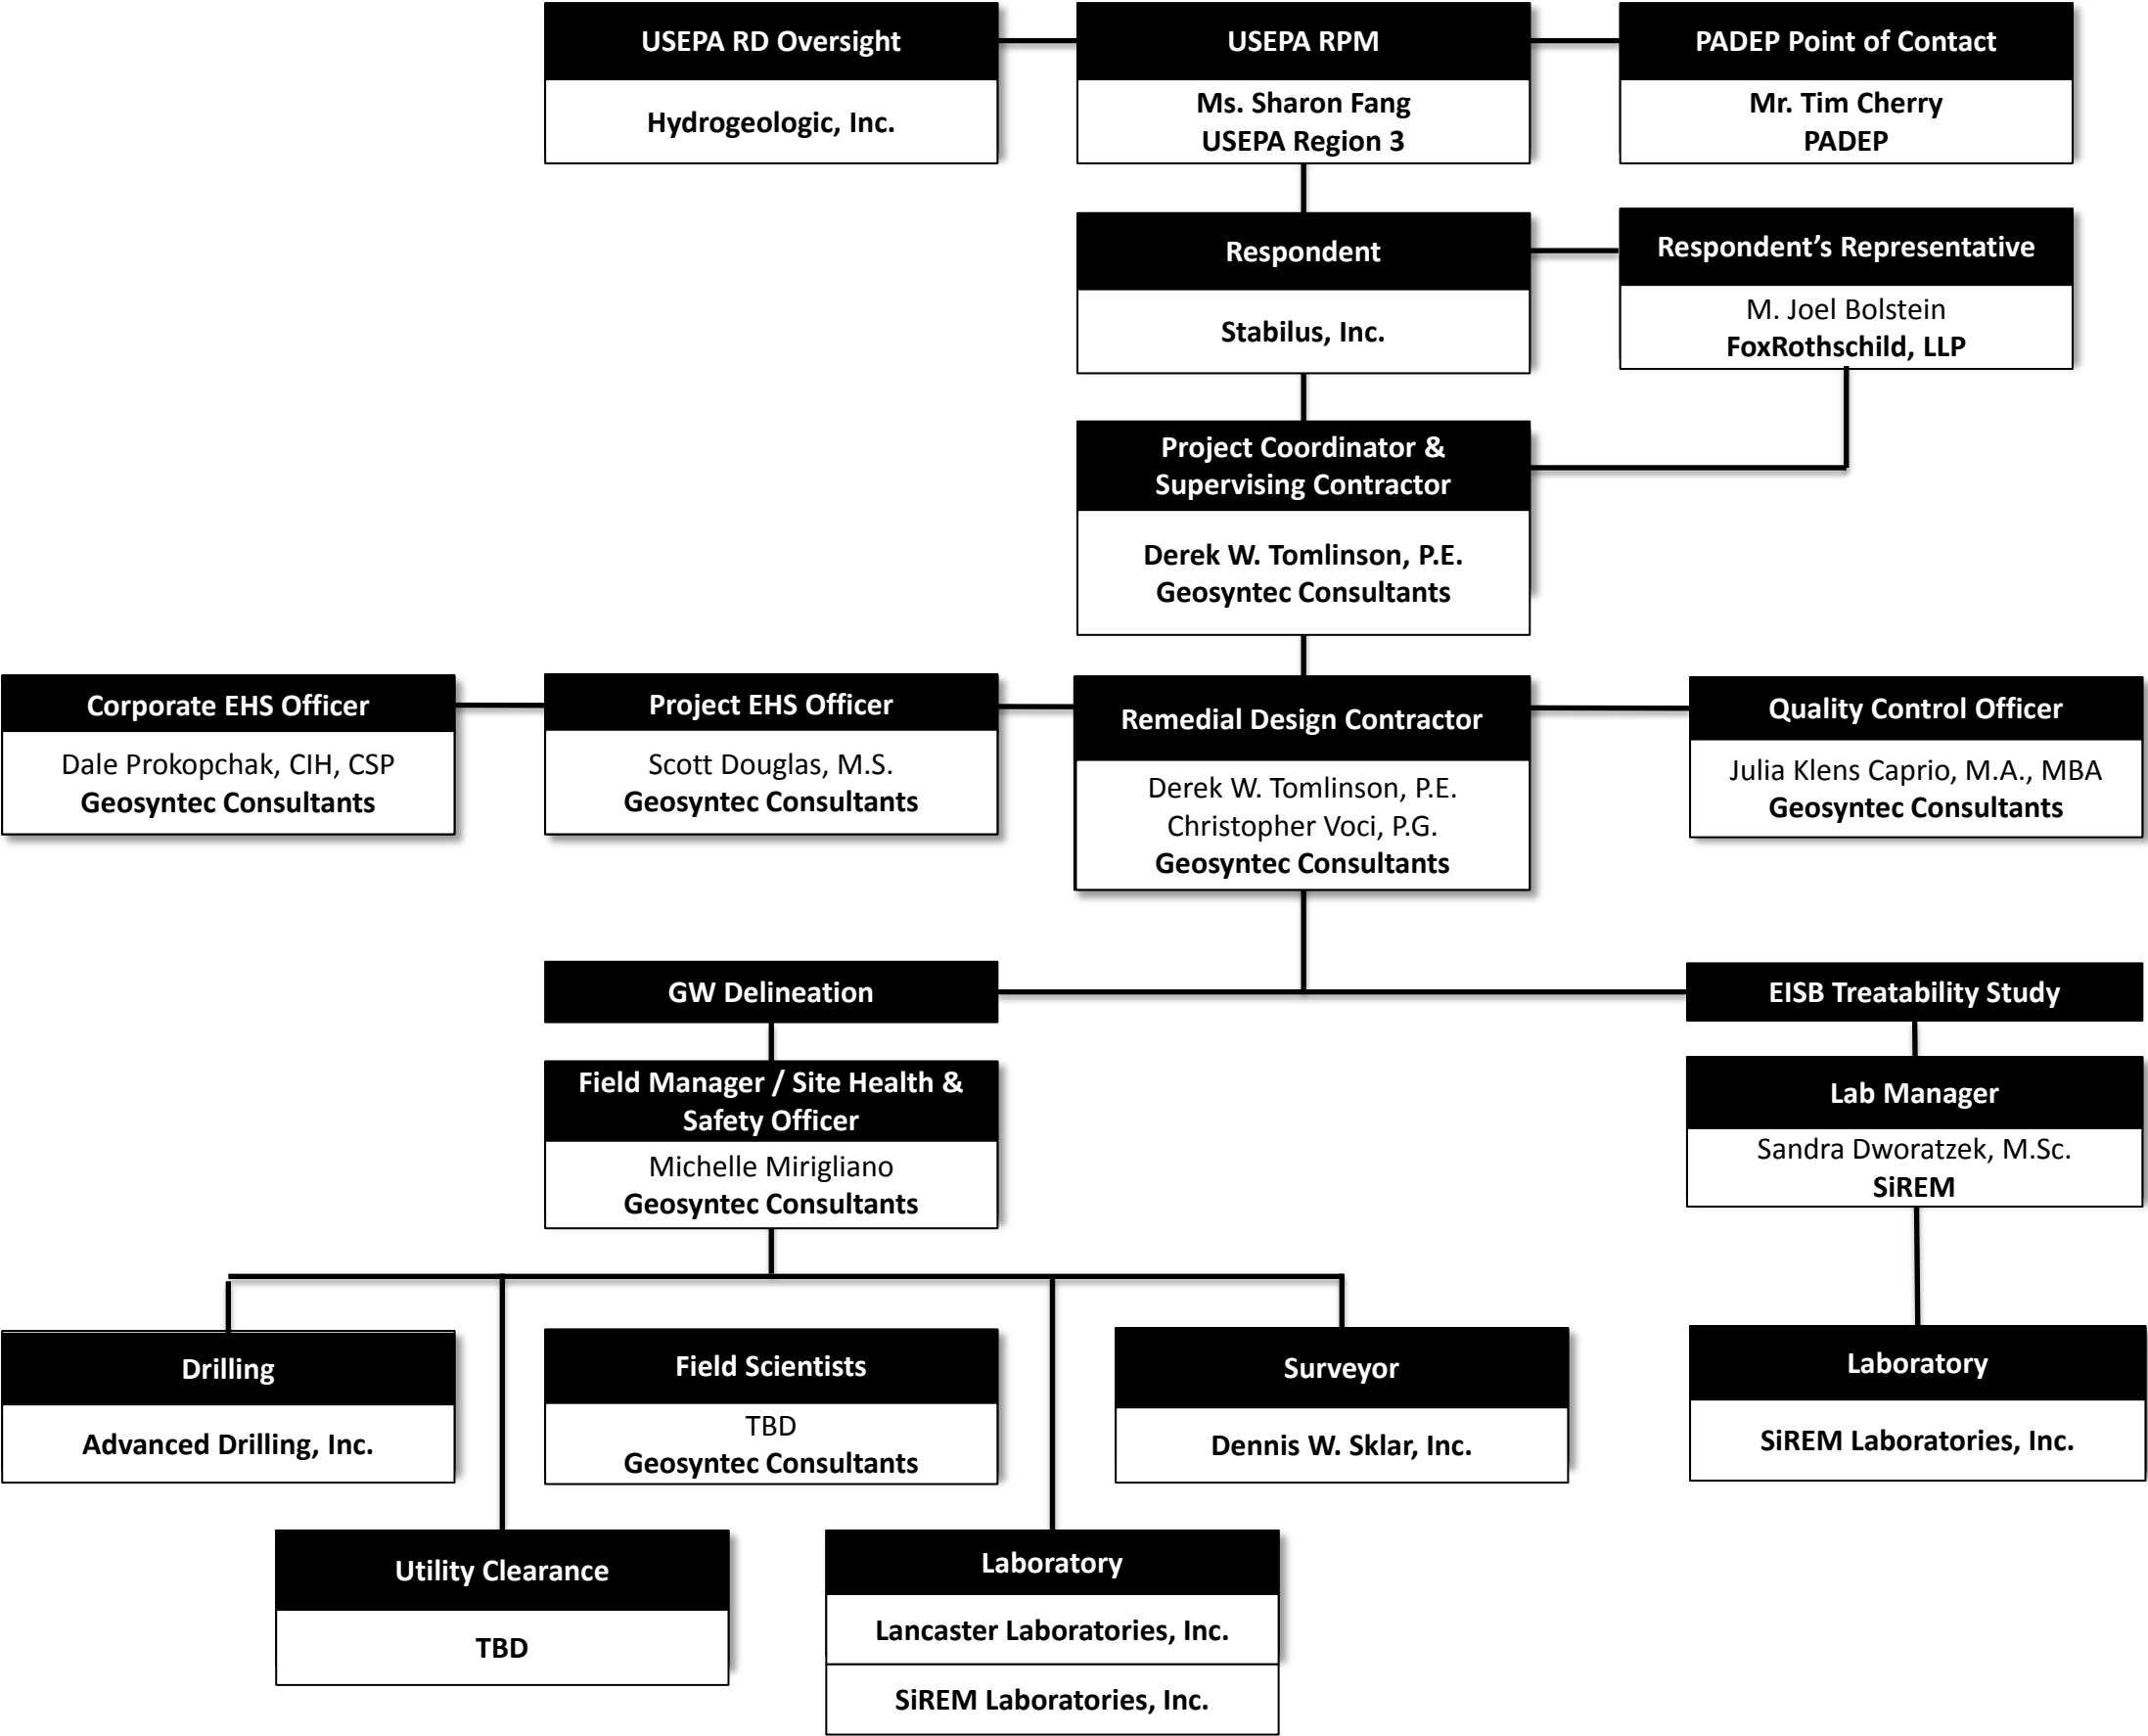 USEPA RD Oversight
Hydrogeologic, Inc.
USEPA RPM
Ms. Sharon Fang
USEPA Region 3
PADEP Point of Contact
Mr. Tim Cherry
PADEP
Respondent
Stabilus, Inc.
Respondent’s Representative
M. Joel Bolstein
FoxRothschild, LLP
Project Coordinator &
Supervising Contractor
Derek W. Tomlinson, P.E.
Geosyntec Consultants
Corporate EHS Officer
Dale Prokopchak, CIH, CSP
Geosyntec Consultants
Project EHS Officer
Scott Douglas, M.S.
Geosyntec Consultants
Remedial Design Contractor
Derek W. Tomlinson, P.E.
Christopher Voci, P.G.
Geosyntec Consultants
Quality Control Officer
Julia Klens Caprio, M.A., MBA
Geosyntec Consultants
GW Delineation
EISB Treatability Study
Field Manager / Site Health &
Safety Officer
Michelle Mirigliano
Geosyntec Consultants
Lab Manager
Sandra Dworatzek, M.Sc.
SiREM
Drilling
Advanced Drilling, Inc.
Field Scientists
TBD
Geosyntec Consultants
Surveyor
Dennis W. Sklar, Inc.
Laboratory
SiREM Laboratories, Inc.
Utility Clearance
TBD
Laboratory
Lancaster Laboratories, Inc.
SiREM Laboratories, Inc.